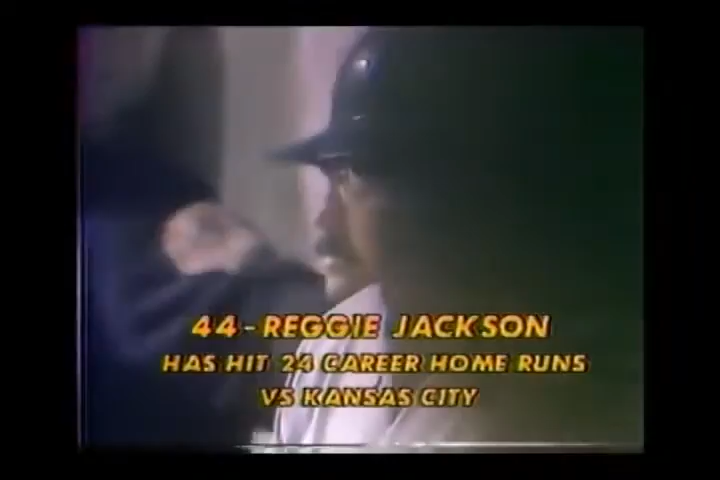 44-REGGIE JACKSON
HAS HIT 24 CAREER HOME RUNS
VS KANSAS CITY